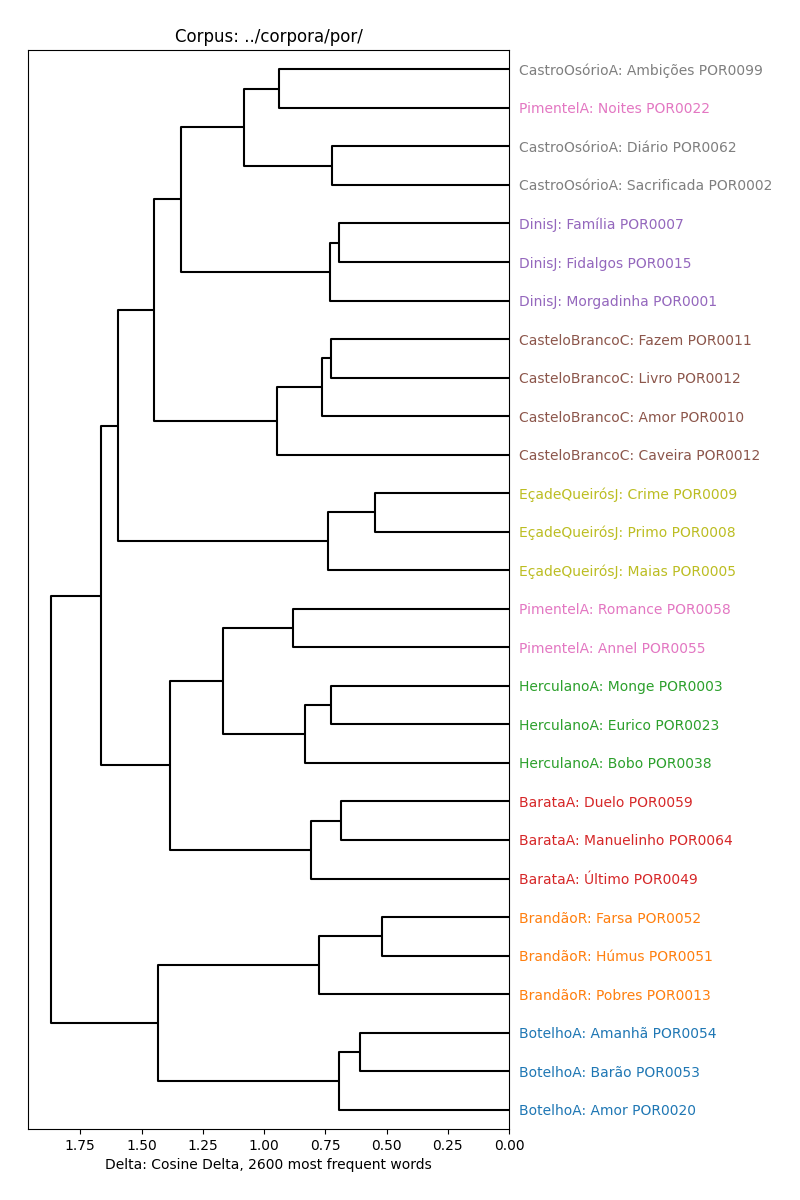 Corpus: ../corpora/por/
CastroOsórioA: Ambições POR0099
PimentelA: Noites POR0022
CastroOsórioA: Diário POR0062
CastroOsórioA: Sacrificada POR0002
DinisJ: Família POR0007
DinisJ: Fidalgos POR0015
DinisJ: Morgadinha POR0001
CasteloBrancoC: Fazem POR0011
CasteloBrancoC: Livro POR0012
CasteloBrancoC: Amor POR0010
CasteloBrancoC: Caveira POR0012
EçadeQueirósJ: Crime POR0009
EçadeQueirósJ: Primo POR0008
EçadeQueirósJ: Maias POR0005
PimentelA: Romance POR0058
PimentelA: Annel POR0055
HerculanoA: Monge POR0003
HerculanoA: Eurico POR0023
HerculanoA: Bobo POR0038
BarataA: Duelo POR0059
BarataA: Manuelinho POR0064
BarataA: Último POR0049
BrandãoR: Farsa POR0052
BrandãoR: Húmus POR0051
BrandãoR: Pobres POR0013
BotelhoA: Amanhã POR0054
BotelhoA: Barão POR0053
BotelhoA: Amor POR0020
1.75 1.50 1.25 1.00 0.75 0.50 0.25 0.00
Delta: Cosine Delta, 2600 most frequent words